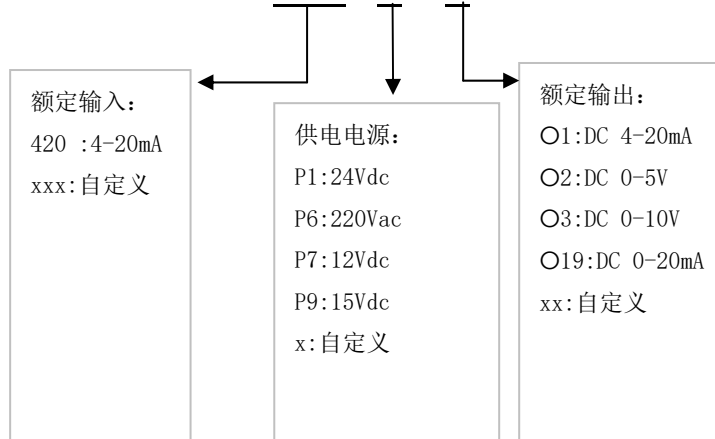 额定输入:
420 :4-20mA
xxx:自定义
供电电源:
P1:24Vdc
P6:220Vac
P7:12Vdc
P9:15Vdc
x:自定义
额定输出:
O1:DC 4-20mA
O2:DC 0-5V
O3:DC 0-10V
O19:DC 0-20mA
xx:自定义